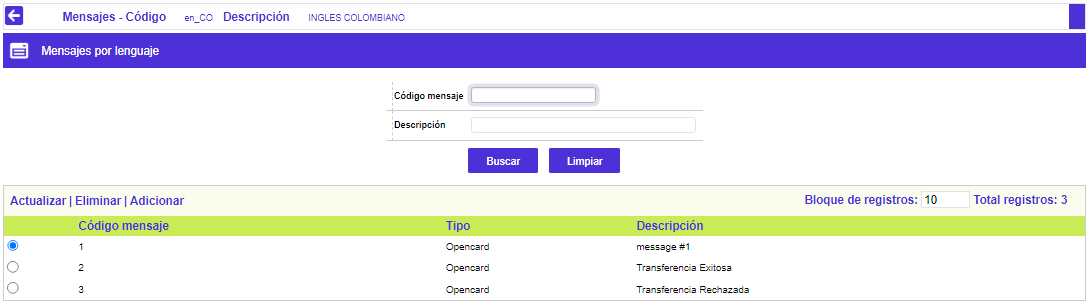 Mensajes - Código en_CO Descripción INGLES COLOMBIANO
Mensajes por lenguaje
Código mensaje
Descripción
Buscar Limpiar
Actualizar | Eliminar | Adicionar Bloque de registros: 10 Total registros: 3
Código mensaje Tipo Descripción
1 Opencard message #1
2 Opencard Transferencia Exitosa
3 Opencard Transferencia Rechazada